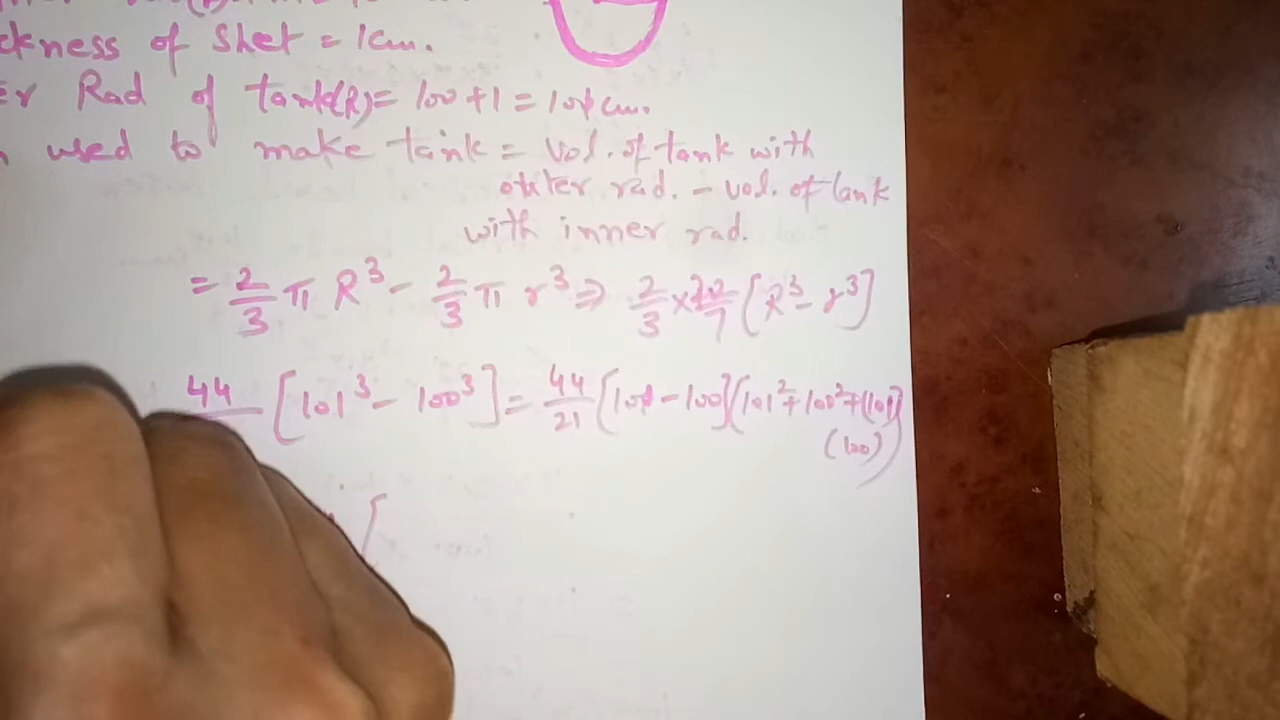 ckness of Shet = 1cm.
er Rad of tank(R) = 100 + 1 = 101 cm.
used to make tank = Vol. of tank with
outer rad. - vol. of tank
with inner rad.
= 2/3 π R³ - 2/3 π r³ ⇒ 2/3 × 22/7 [R³ - r³]
44 [101³ - 100³] = 44/21 [101 - 100] (101² + 100² + (101)
(100))
[